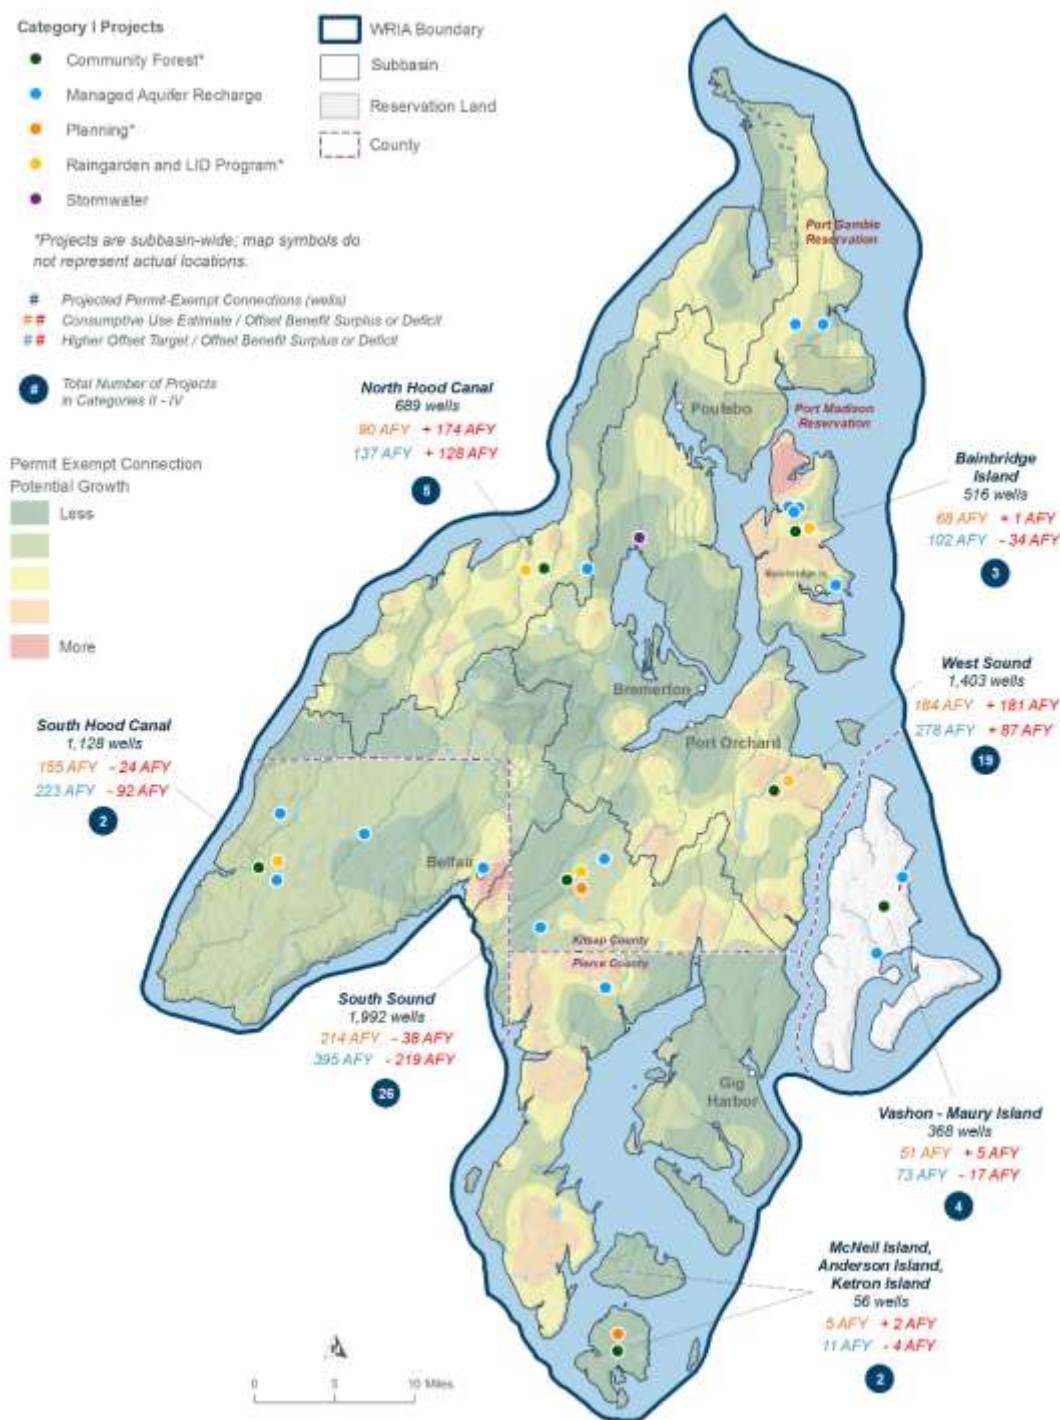 Category I Projects
Community Forest*
Managed Aquifer Recharge
Planning*
Raingarden and LID Program*
Stormwater
WRIA Boundary
Subbasin
Reservation Land
County
*Projects are subbasin-wide; map symbols do
not represent actual locations.
# Projected Permit-Exempt Connections (wells)
# # Consumptive Use Estimate / Offset Benefit Surplus or Deficit
# # Higher Offset Target / Offset Benefit Surplus or Deficit
# Total Number of Projects
in Categories II - IV
Permit Exempt Connection
Potential Growth
Less
More
Port Gamble
Reservation
North Hood Canal
689 wells
90 AFY + 174 AFY
137 AFY + 128 AFY
5
Poulsbo
Port Madison
Reservation
Bainbridge
Island
516 wells
68 AFY + 1 AFY
102 AFY - 34 AFY
3
Bainbridge Is.
West Sound
1,403 wells
184 AFY + 181 AFY
278 AFY + 87 AFY
19
Bremerton
Port Orchard
South Hood Canal
1,128 wells
155 AFY - 24 AFY
223 AFY - 92 AFY
2
Belfair
Kitsap County
Pierce County
South Sound
1,992 wells
214 AFY - 38 AFY
395 AFY - 219 AFY
26
Gig
Harbor
Vashon - Maury Island
368 wells
51 AFY + 5 AFY
73 AFY - 17 AFY
4
McNeil Island,
Anderson Island,
Ketron Island
56 wells
5 AFY + 2 AFY
11 AFY - 4 AFY
2
N
0 5 10 Miles